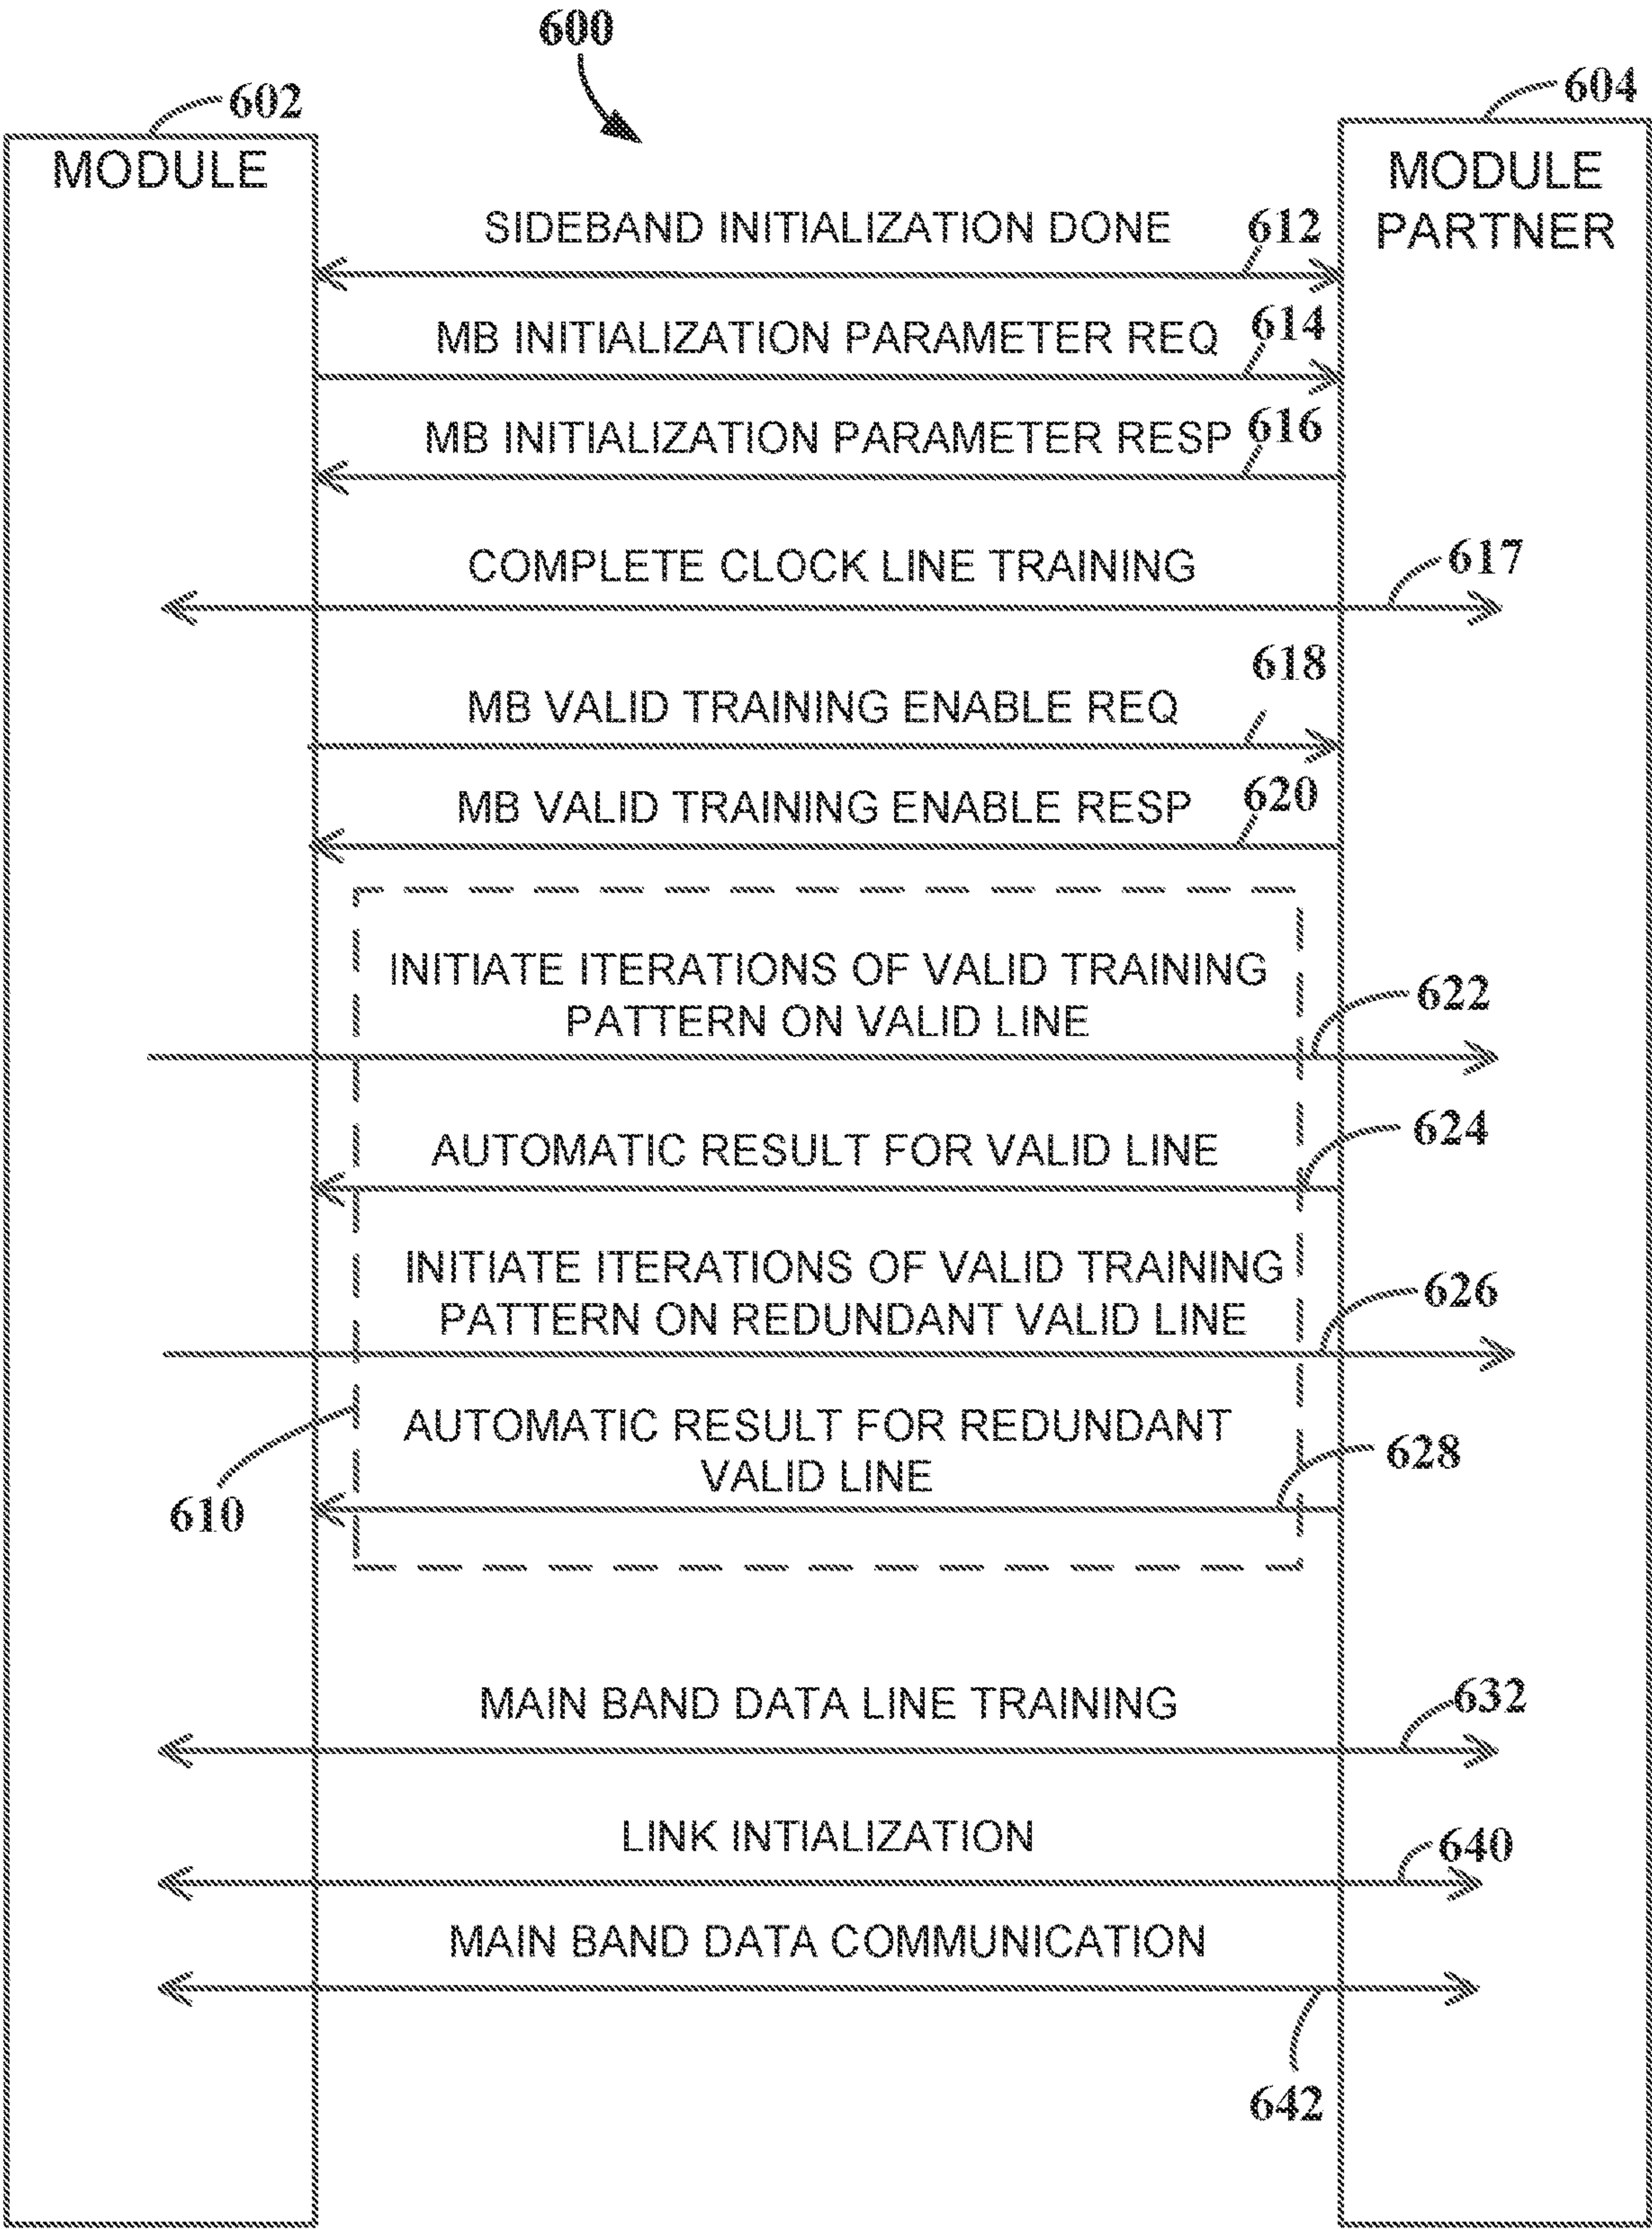 600
602
604
MODULE
MODULE
PARTNER
SIDEBAND INITIALIZATION DONE
612
MB INITIALIZATION PARAMETER REQ
614
MB INITIALIZATION PARAMETER RESP
616
COMPLETE CLOCK LINE TRAINING
617
618
MB VALID TRAINING ENABLE REQ
MB VALID TRAINING ENABLE RESP
620
INITIATE ITERATIONS OF VALID TRAINING
PATTERN ON VALID LINE
622
AUTOMATIC RESULT FOR VALID LINE
624
INITIATE ITERATIONS OF VALID TRAINING
PATTERN ON REDUNDANT VALID LINE
626
AUTOMATIC RESULT FOR REDUNDANT
VALID LINE
628
610
MAIN BAND DATA LINE TRAINING
632
LINK INTIALIZATION
640
MAIN BAND DATA COMMUNICATION
642